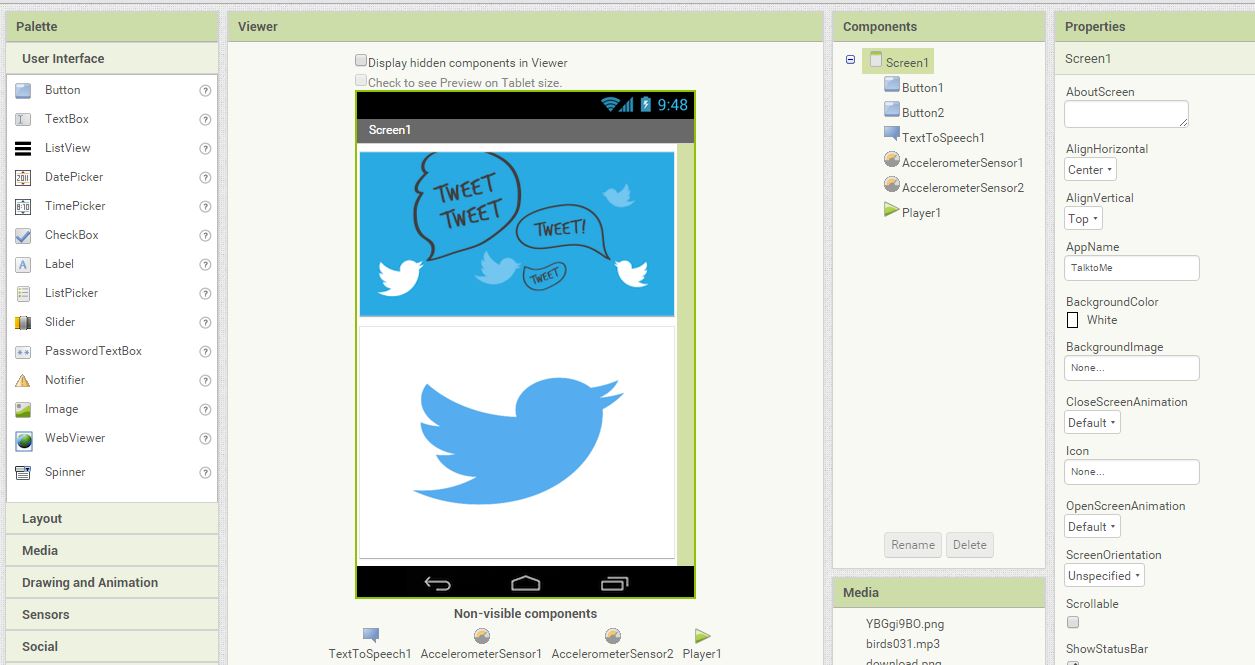 Palette
User Interface
Button
TextBox
ListView
DatePicker
TimePicker
CheckBox
Label
ListPicker
Slider
PasswordTextBox
Notifier
Image
WebViewer
Spinner
Layout
Media
Drawing and Animation
Sensors
Social
Viewer
Display hidden components in Viewer
Check to see Preview on Tablet size.
9:48
Screen1
TWEET
TWEET
TWEET!
TWEET
Non-visible components
TextToSpeech1 AccelerometerSensor1 AccelerometerSensor2 Player1
Components
Screen1
Button1
Button2
TextToSpeech1
AccelerometerSensor1
AccelerometerSensor2
Player1
Rename Delete
Media
YBGgi9BO.png
birds031.mp3
download.png
Properties
Screen1
AboutScreen
AlignHorizontal
Center
AlignVertical
Top
AppName
TalktoMe
BackgroundColor
White
BackgroundImage
None...
CloseScreenAnimation
Default
Icon
None...
OpenScreenAnimation
Default
ScreenOrientation
Unspecified
Scrollable
ShowStatusBar